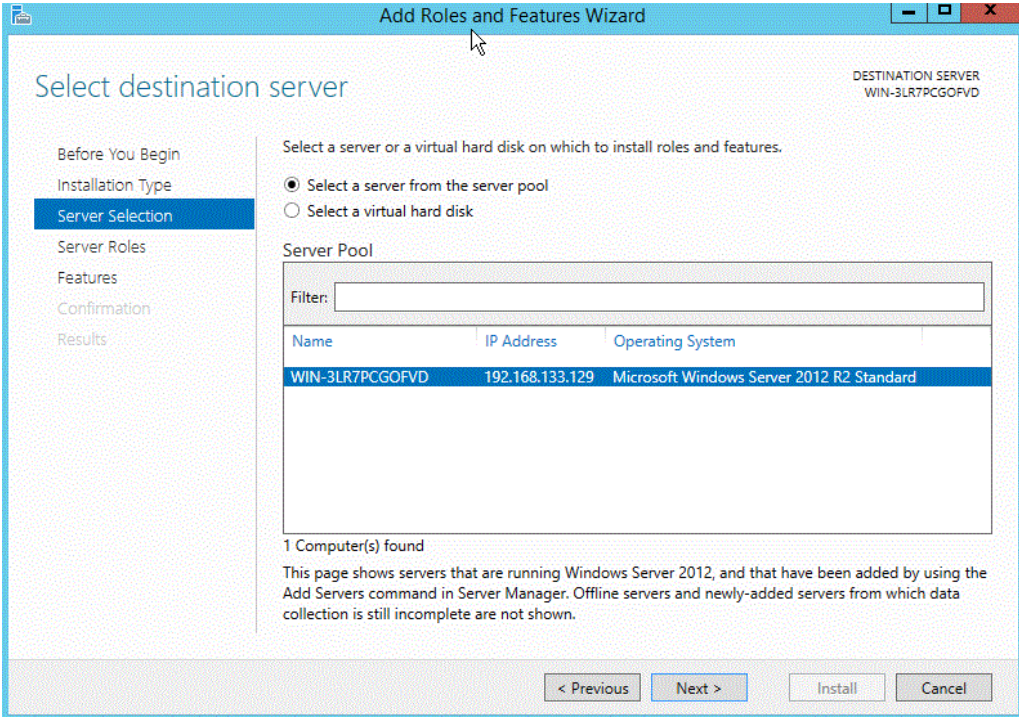 Add Roles and Features Wizard
Select destination server
DESTINATION SERVER
WIN-3LR7PCGOFVD
Before You Begin
Installation Type
Server Selection
Server Roles
Features
Confirmation
Results
Select a server or a virtual hard disk on which to install roles and features.
Select a server from the server pool
Select a virtual hard disk
Server Pool
Filter:
Name IP Address Operating System
WIN-3LR7PCGOFVD 192.168.133.129 Microsoft Windows Server 2012 R2 Standard
1 Computer(s) found
This page shows servers that are running Windows Server 2012, and that have been added by using the
Add Servers command in Server Manager. Offline servers and newly-added servers from which data
collection is still incomplete are not shown.
< Previous Next > Install Cancel